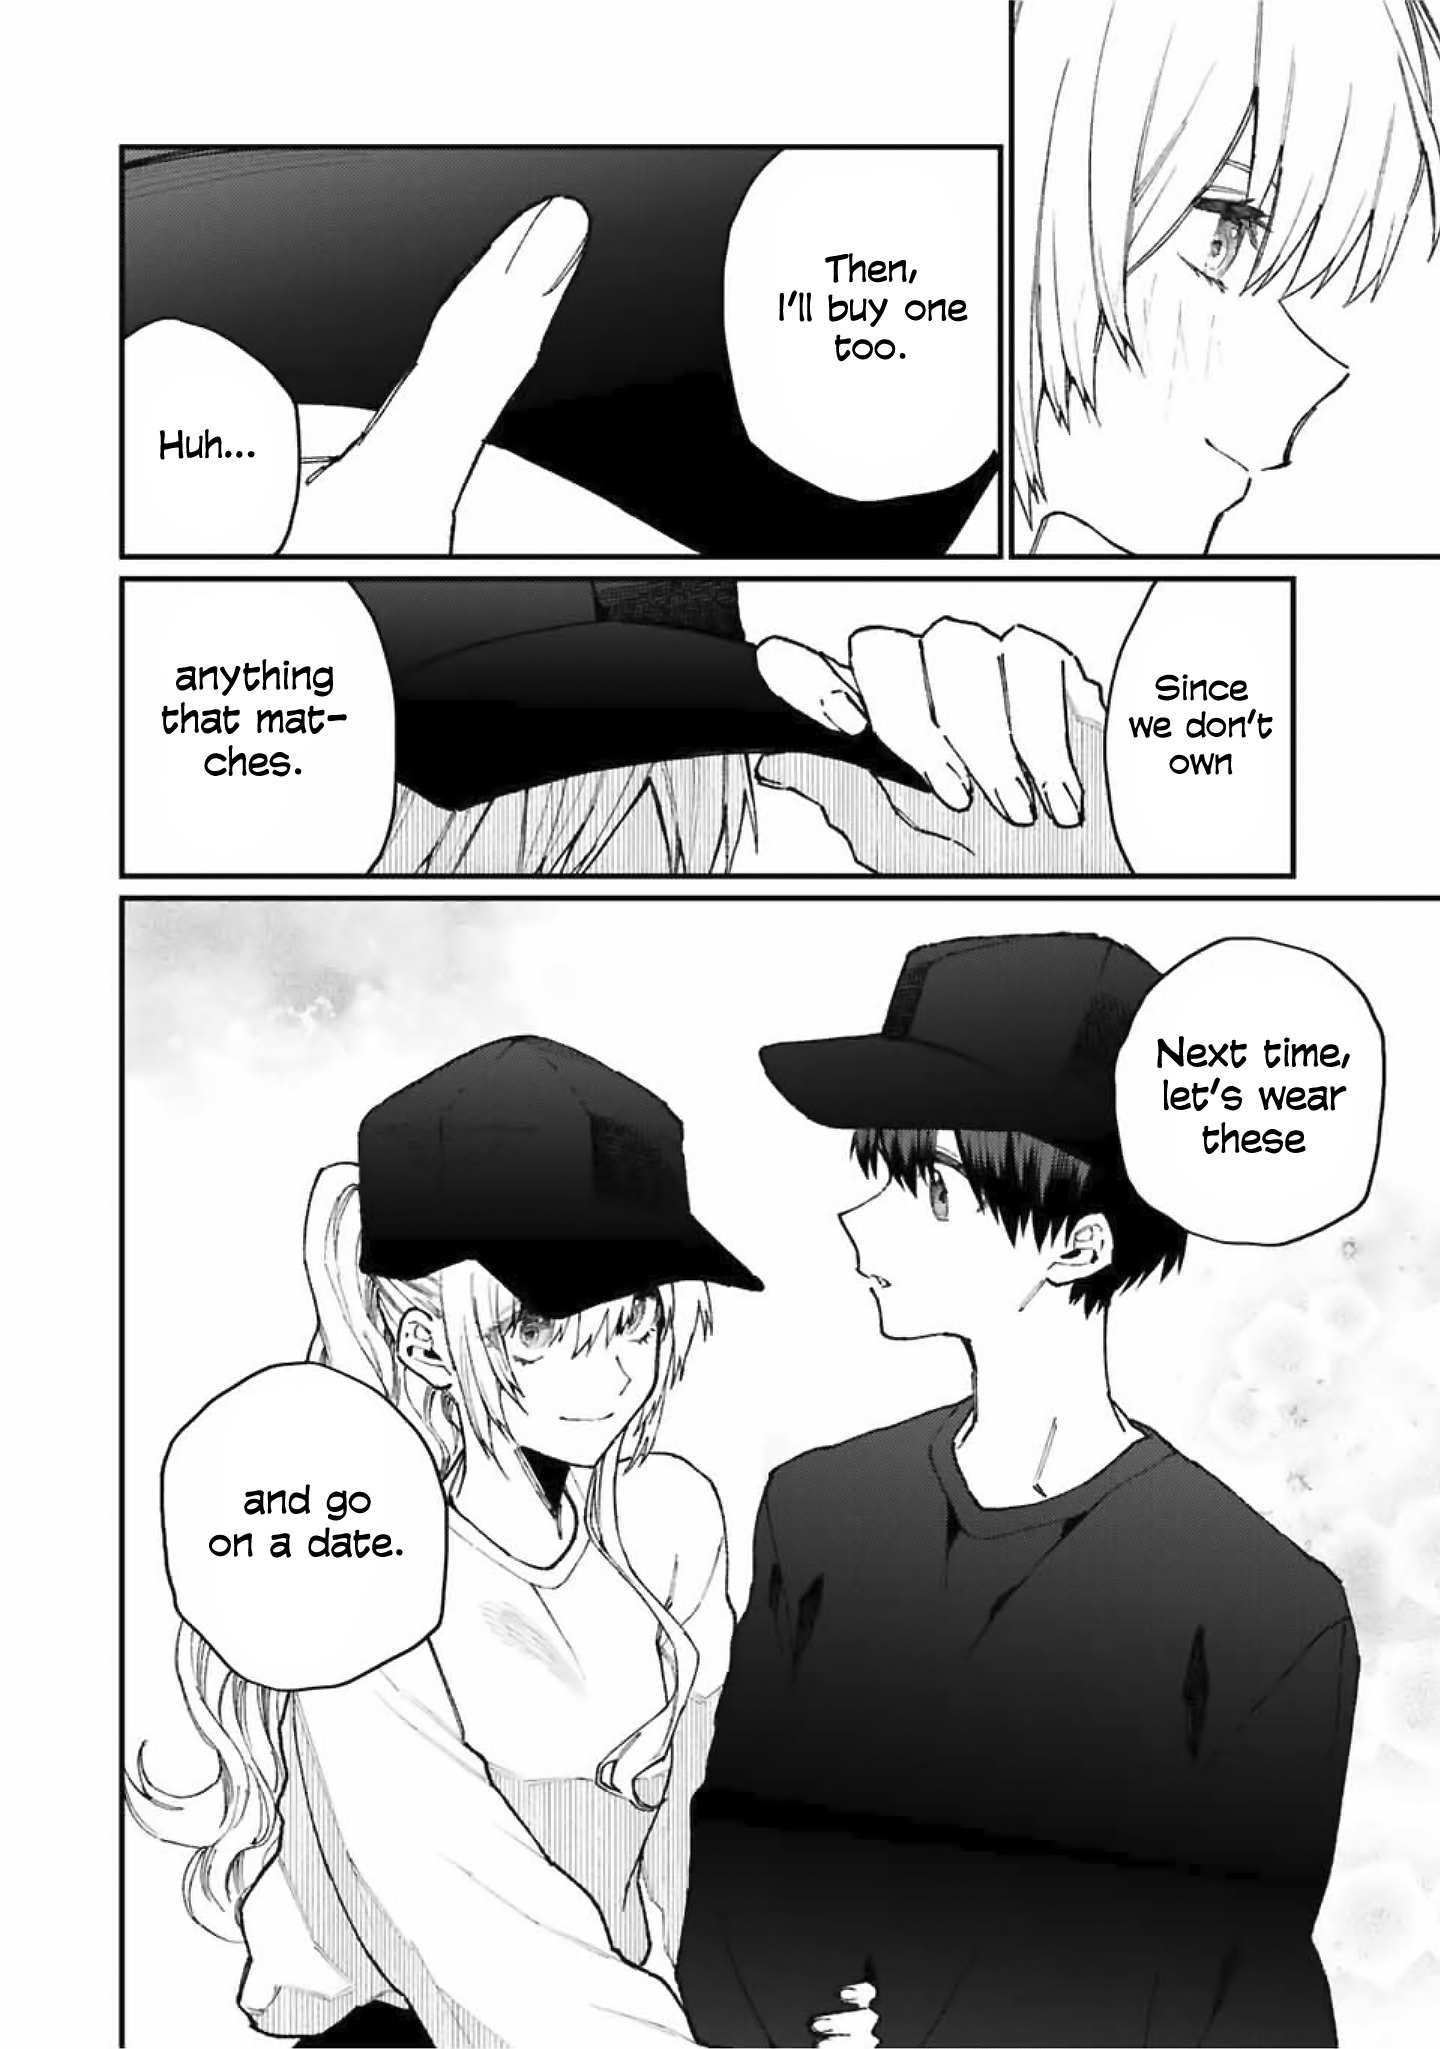 Then,
I'll buy one
too.
Huh...
Since
we don't
own
anything
that mat-
ches.
Next time,
let's wear
these
and go
on a date.